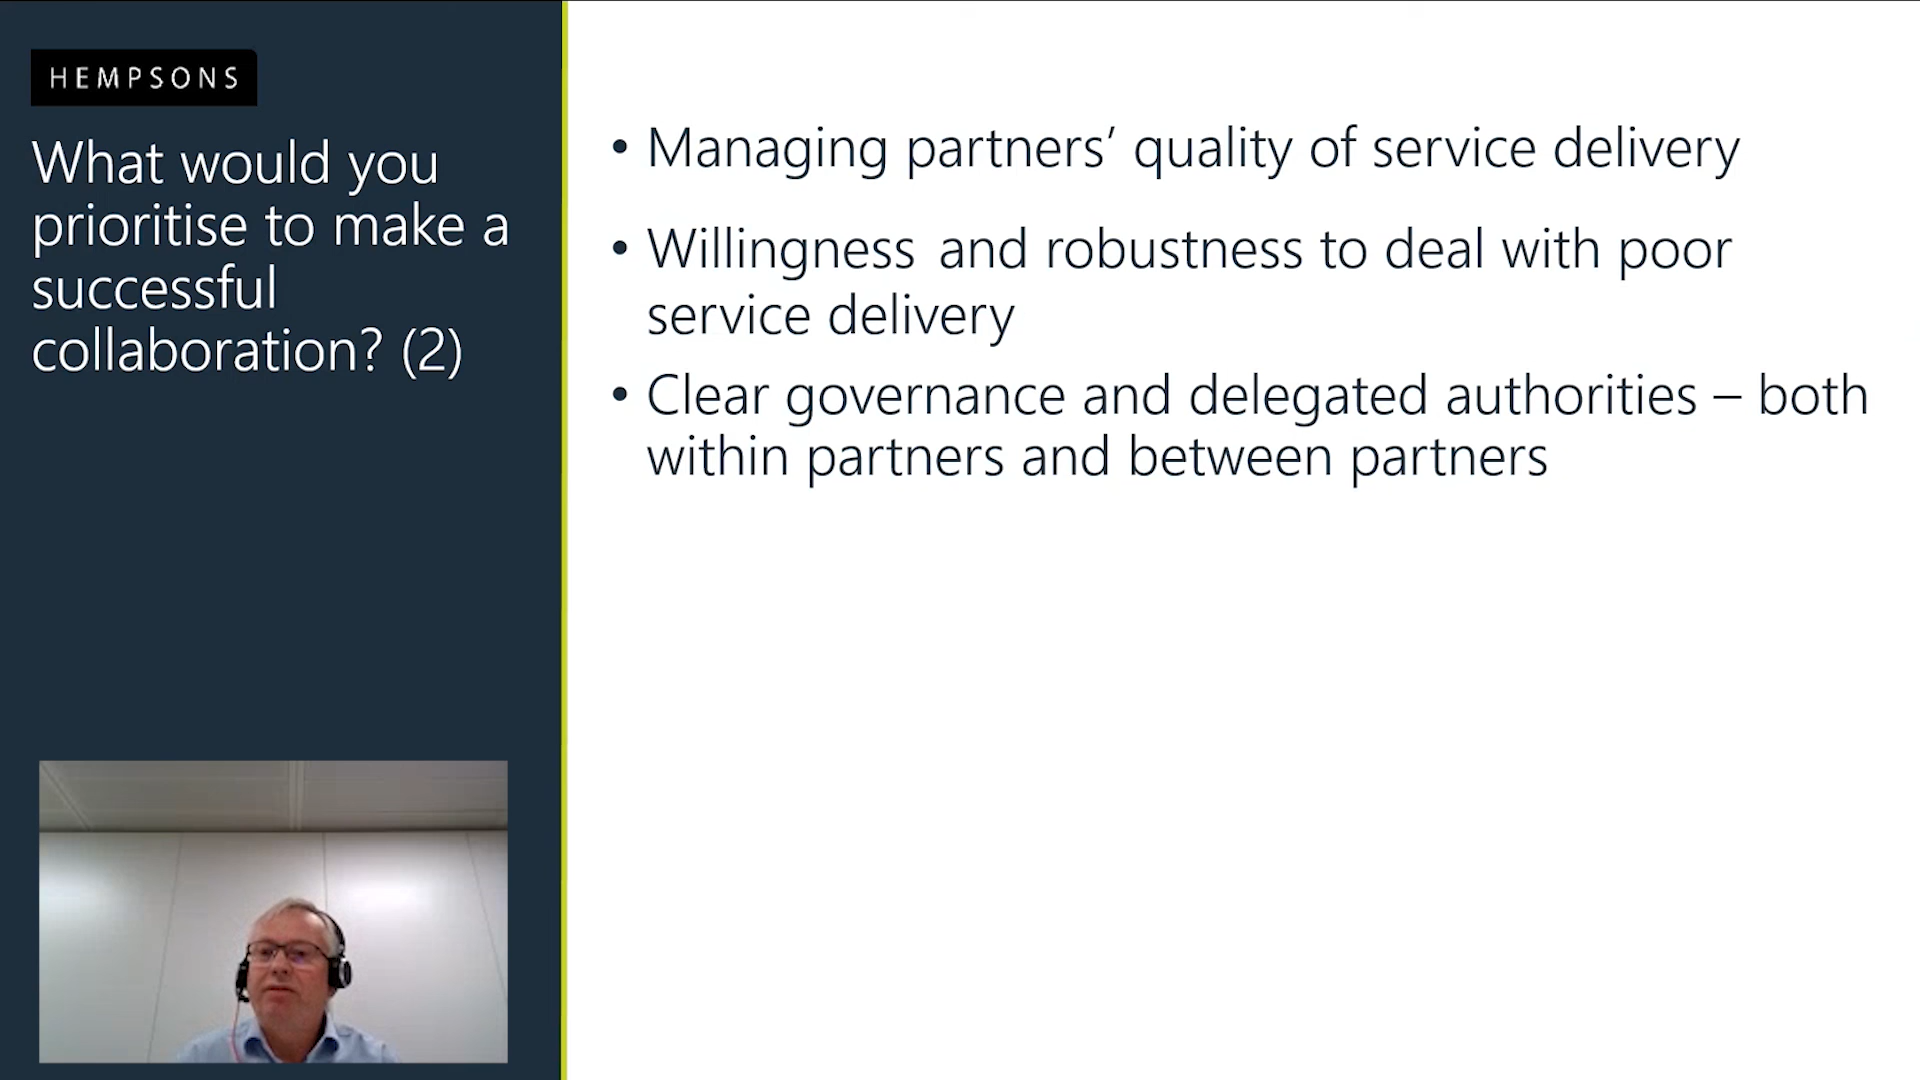 HEMPSONS
What would you
prioritise to make a
successful
collaboration? (2)
• Managing partners’ quality of service delivery
• Willingness and robustness to deal with poor
service delivery
• Clear governance and delegated authorities – both
within partners and between partners